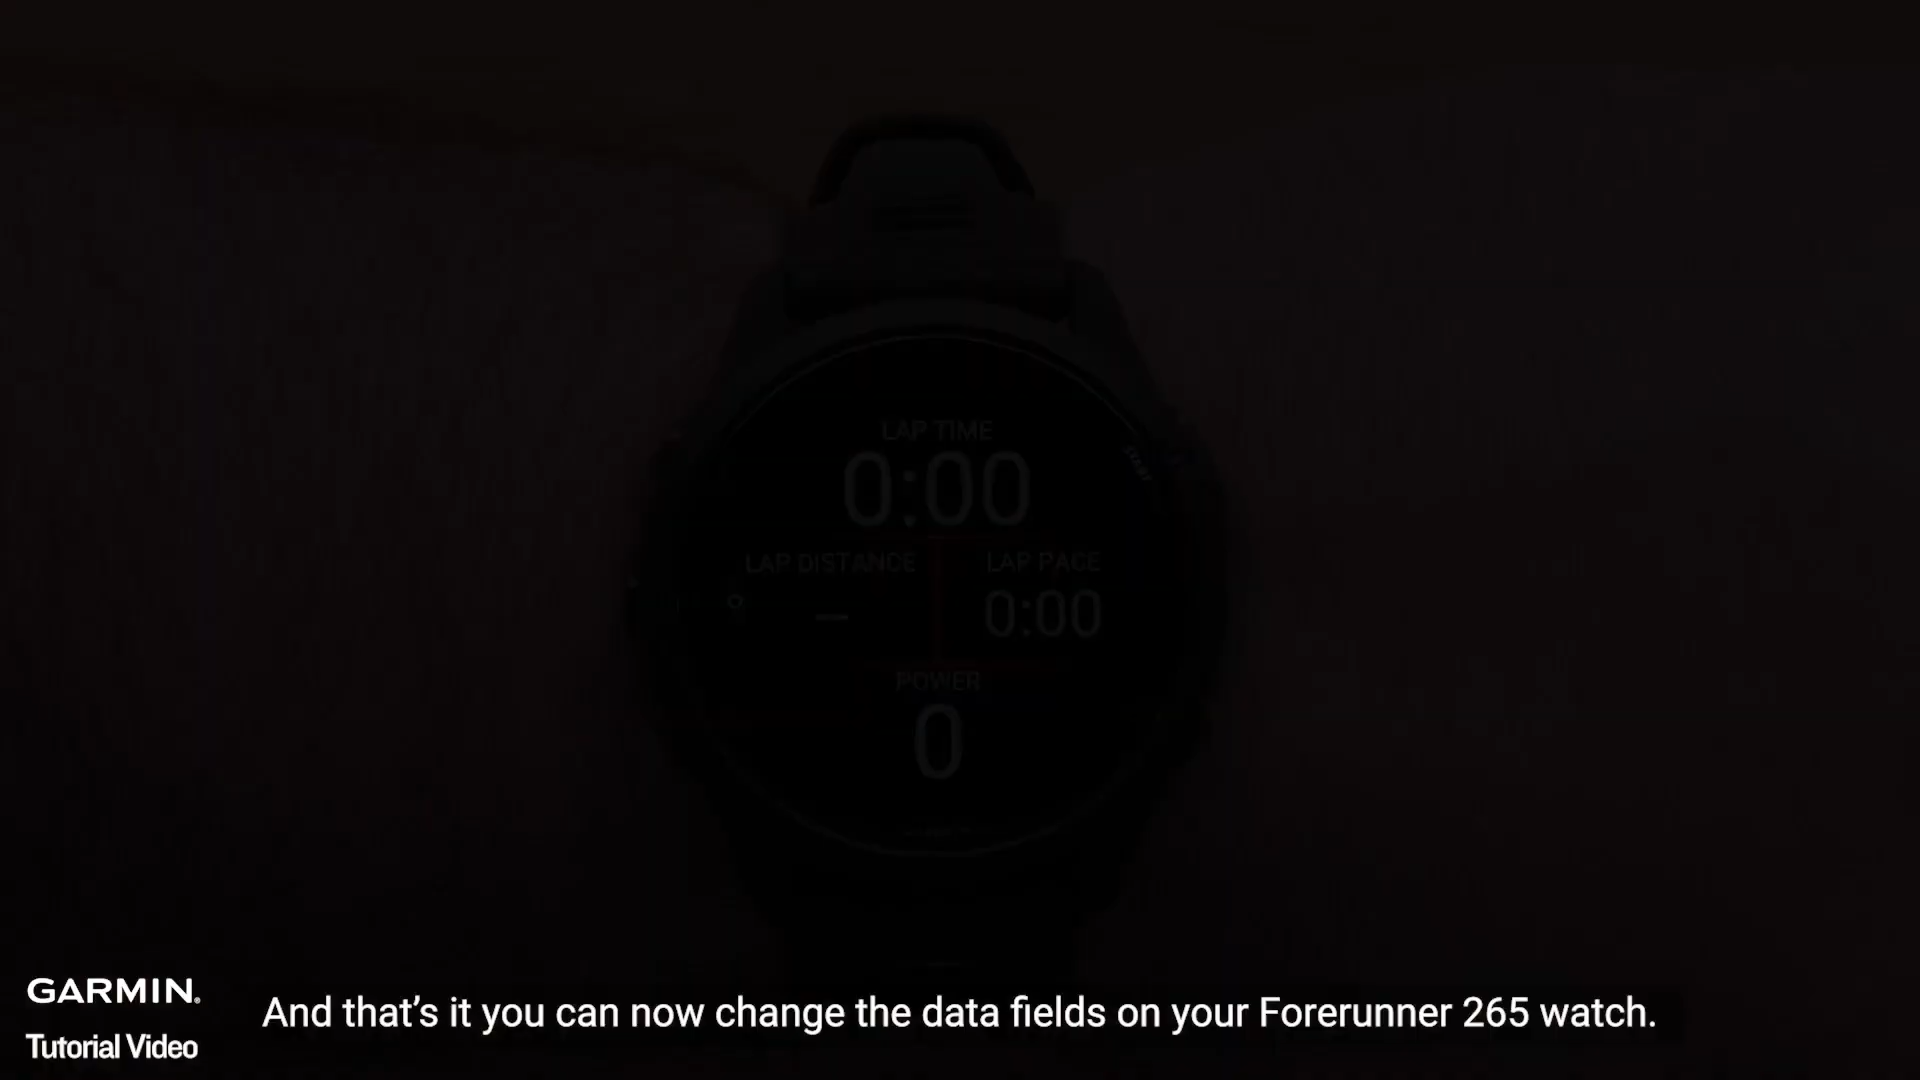 LAP TIME
0:00
START
LAP DISTANCE
LAP PACE
–
0:00
POWER
0
GARMIN.
Tutorial Video
And that’s it you can now change the data fields on your Forerunner 265 watch.